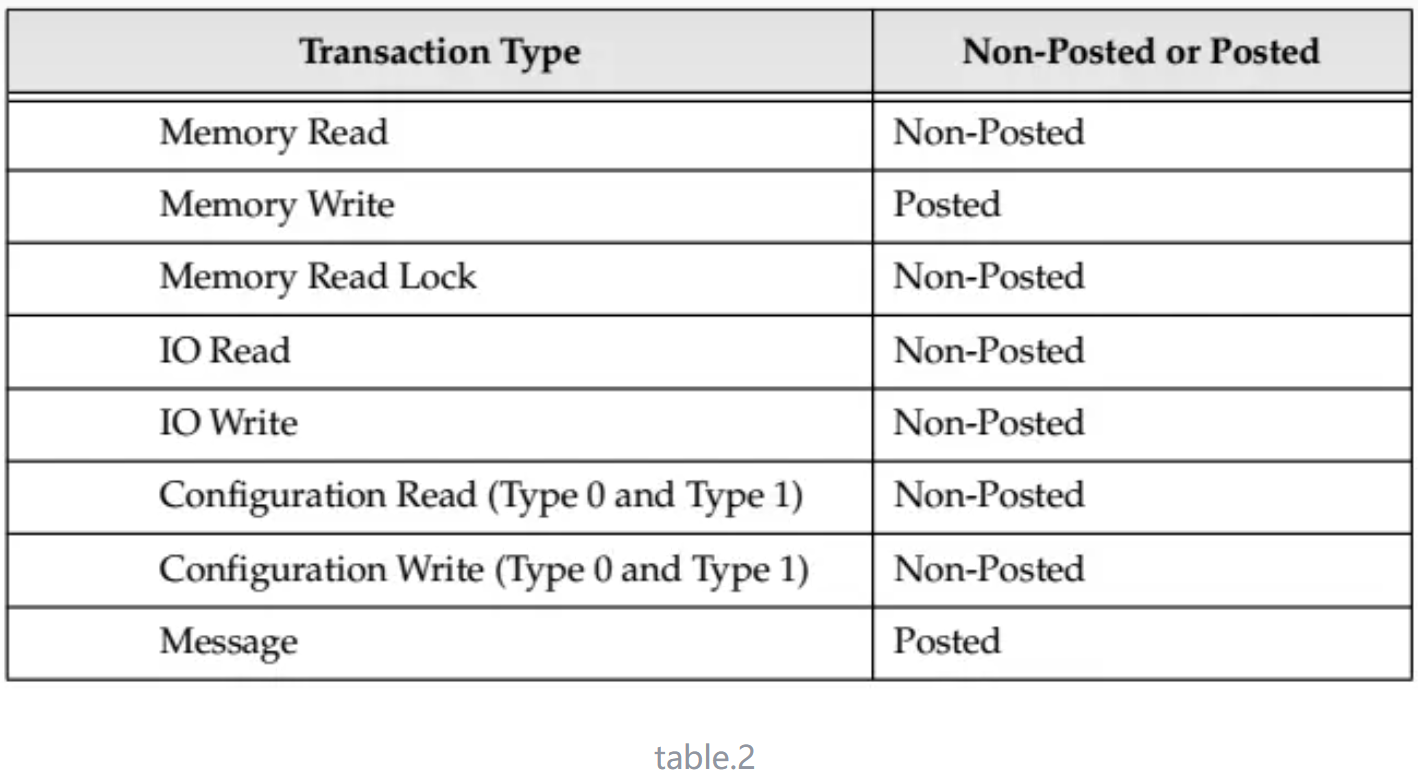 Transaction Type Non-Posted or Posted
Memory Read Non-Posted
Memory Write Posted
Memory Read Lock Non-Posted
IO Read Non-Posted
IO Write Non-Posted
Configuration Read (Type 0 and Type 1) Non-Posted
Configuration Write (Type 0 and Type 1) Non-Posted
Message Posted
table.2